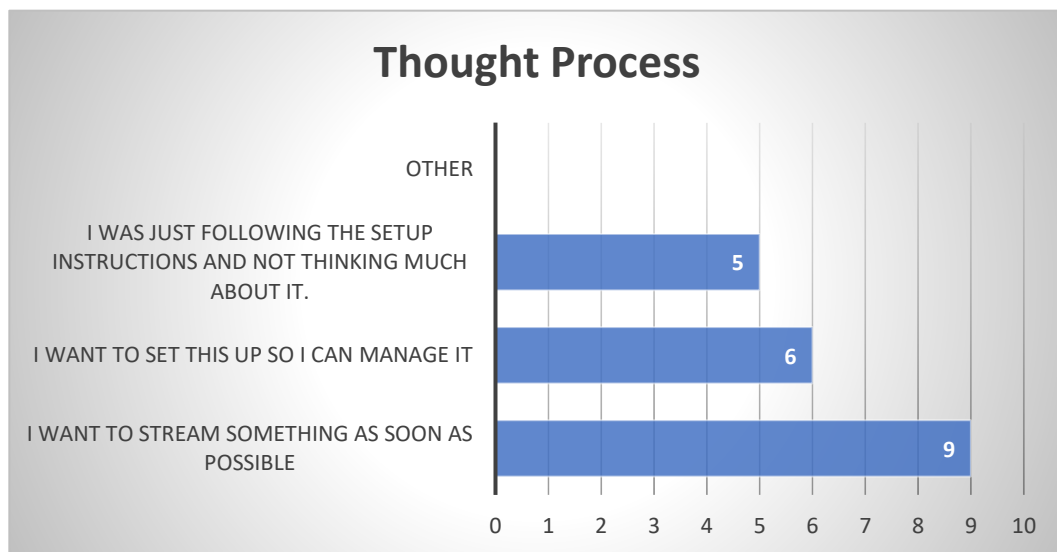 Thought Process
OTHER
I WAS JUST FOLLOWING THE SETUP
INSTRUCTIONS AND NOT THINKING MUCH
ABOUT IT.
5
I WANT TO SET THIS UP SO I CAN MANAGE IT
6
I WANT TO STREAM SOMETHING AS SOON AS
POSSIBLE
9
0 1 2 3 4 5 6 7 8 9 10